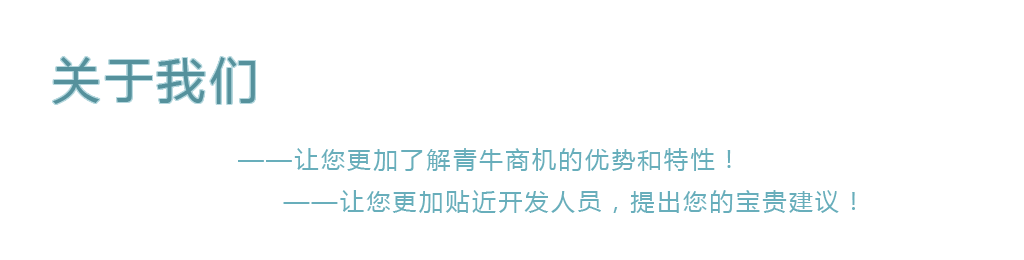 关于我们
——让您更加了解青牛商机的优势和特性！
——让您更加贴近开发人员，提出您的宝贵建议！